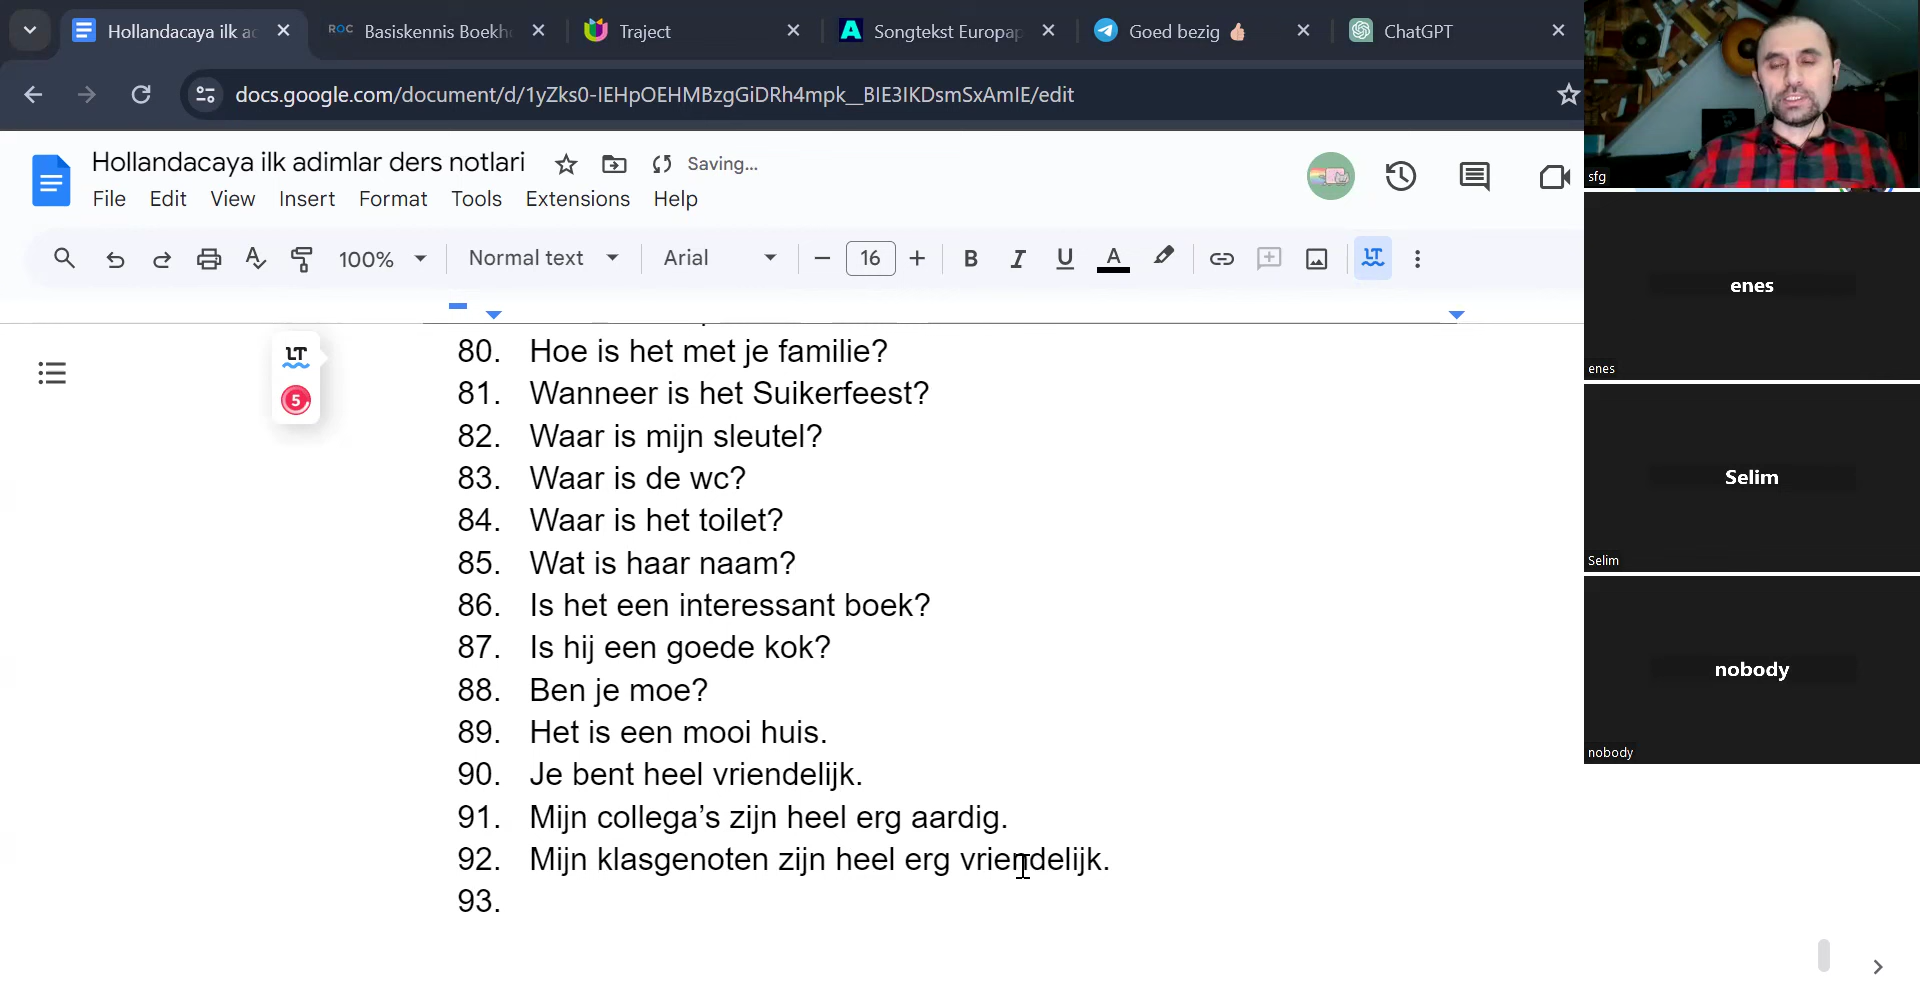 Hollandacaya ilk a
ROC Basiskennis Boekh
Traject
Songtekst Europap
Goed bezig
ChatGPT
docs.google.com/document/d/1yZks0-IEHpOEHMBzgGiDRh4mpk__BIE3IKDsmSxAmIE/edit
Hollandacaya ilk adimlar ders notlari
Saving...
File Edit View Insert Format Tools Extensions Help
100% Normal text Arial 16 B I U A LT
LT
5
80. Hoe is het met je familie?
81. Wanneer is het Suikerfeest?
82. Waar is mijn sleutel?
83. Waar is de wc?
84. Waar is het toilet?
85. Wat is haar naam?
86. Is het een interessant boek?
87. Is hij een goede kok?
88. Ben je moe?
89. Het is een mooi huis.
90. Je bent heel vriendelijk.
91. Mijn collega's zijn heel erg aardig.
92. Mijn klasgenoten zijn heel erg vriendelijk.
93.
sfg
enes
enes
Selim
Selim
nobody
nobody